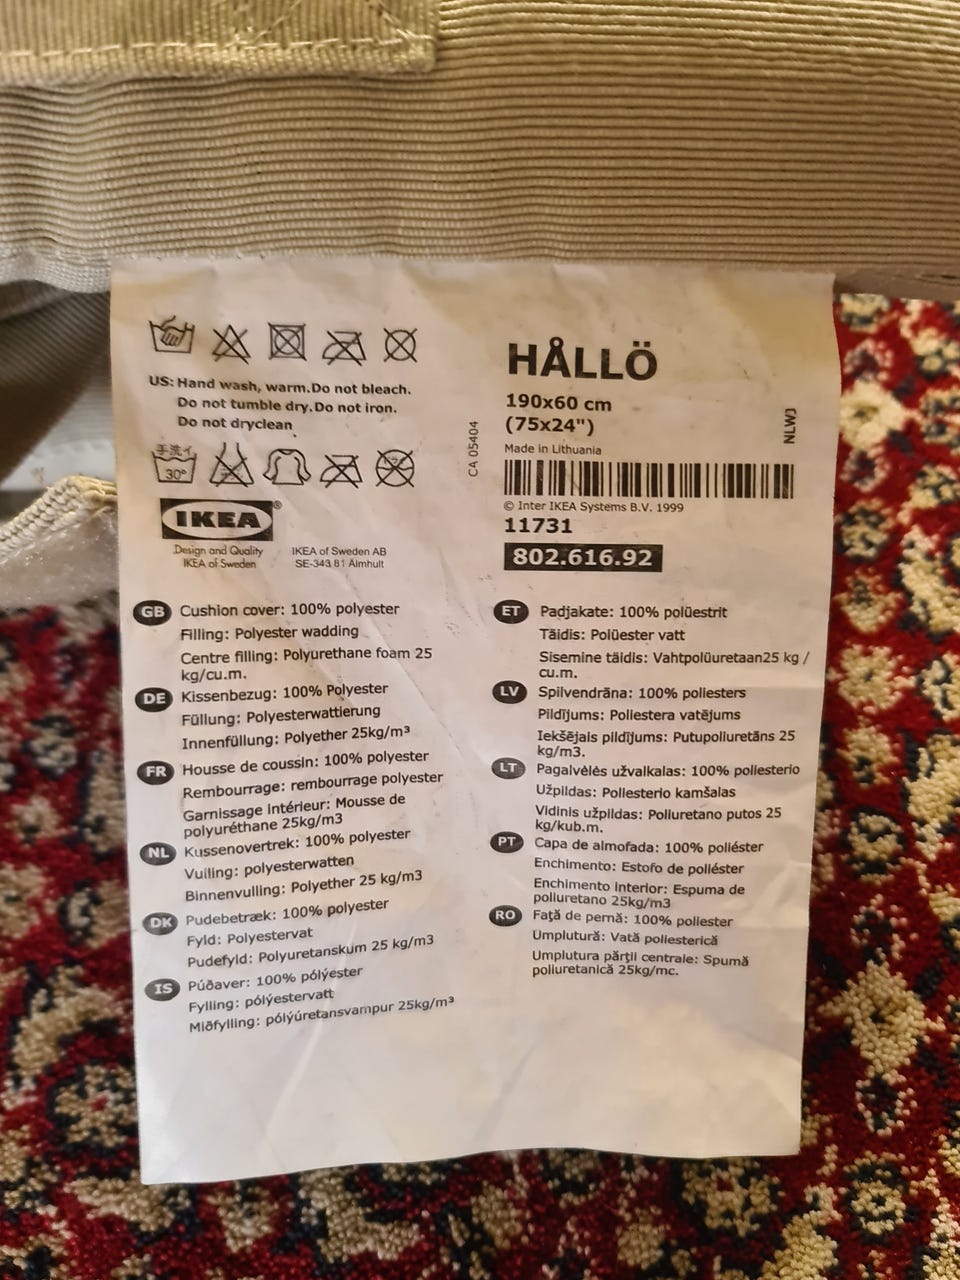 US: Hand wash, warm.Do not bleach.
Do not tumble dry.Do not iron.
Do not dryclean
手洗イ
30°
IKEA®
Design and Quality
IKEA of Sweden
IKEA of Sweden AB
SE-343 81 Älmhult
CA 05404
HÅLLÖ
190x60 cm
(75x24")
Made in Lithuania
NLWJ
© Inter IKEA Systems B.V. 1999
11731
802.616.92
GB Cushion cover: 100% polyester
Filling: Polyester wadding
Centre filling: Polyurethane foam 25
kg/cu.m.
DE Kissenbezug: 100% Polyester
Füllung: Polyesterwattierung
Innenfüllung: Polyether 25kg/m³
FR Housse de coussin: 100% polyester
Rembourrage: rembourrage polyester
Garnissage intérieur: Mousse de
polyuréthane 25kg/m3
NL Kussenovertrek: 100% polyester
Vulling: polyesterwatten
Binnenvulling: Polyether 25 kg/m3
DK Pudebetræk: 100% polyester
Fyld: Polyestervat
Pudefyld: Polyuretanskum 25 kg/m3
IS Púðaver: 100% pólýester
Fylling: pólýestervatt
Miðfylling: pólýúretansvampur 25kg/m³
ET Padjakate: 100% polüestrit
Täidis: Polüester vatt
Sisemine täidis: Vahtpolüuretaan25 kg /
cu.m.
LV Spilvendrāna: 100% poliesters
Pildījums: Poliestera vatējums
Iekšējais pildījums: Putupoliuretāns 25
kg/m3.
LT Pagalvėlės užvalkalas: 100% poliesterio
Užpildas: Poliesterio kamšalas
Vidinis užpildas: Poliuretano putos 25
kg/kub.m.
PT Capa de almofada: 100% poliéster
Enchimento: Estofo de poliéster
Enchimento interior: Espuma de
poliuretano 25kg/m3
RO Faţă de pernă: 100% poliester
Umplutură: Vată poliesterică
Umplutura părţii centrale: Spumă
poliuretanică 25kg/mc.